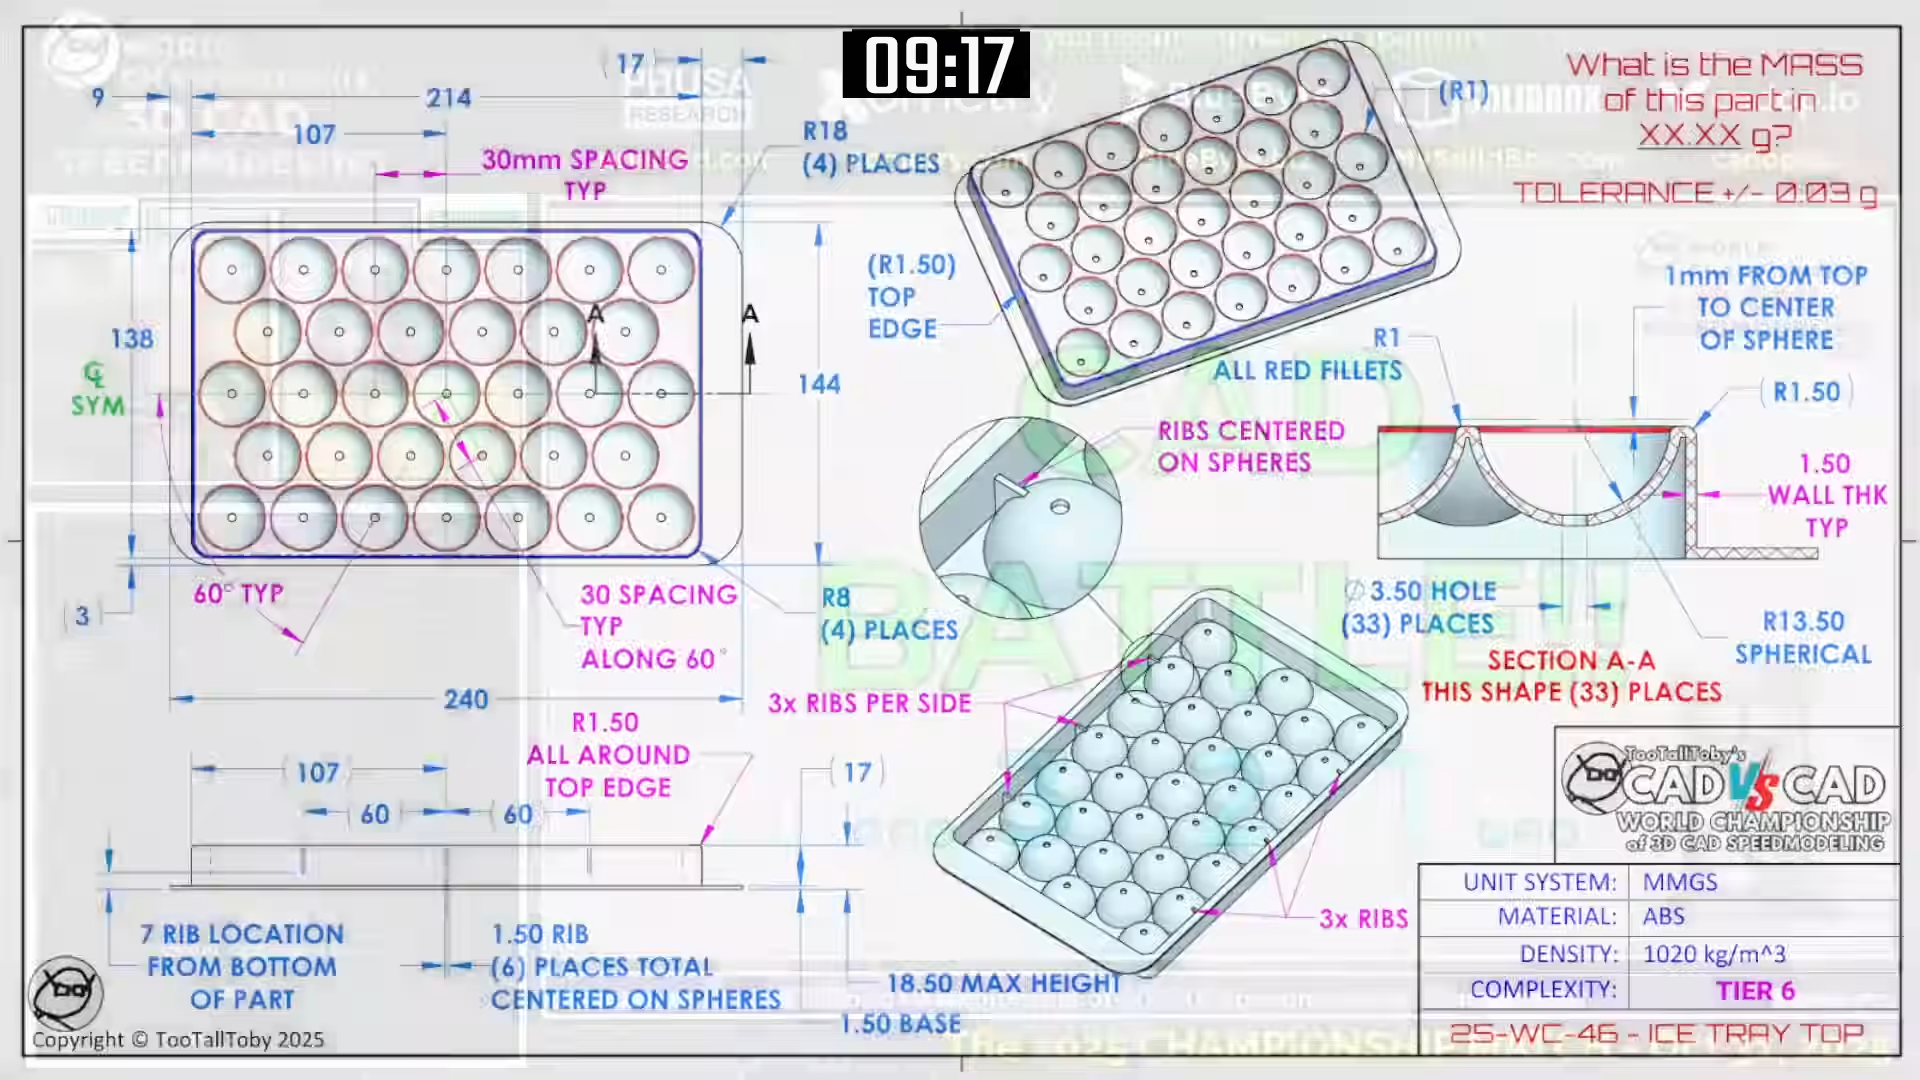 09:17
What is the MASS
of this part in
XX.XX g?
TOLERANCE +/- 0.03 g
17
9
214
107
30mm SPACING
TYP
R18
(4) PLACES
(R1)
PRUSA
RESEARCH
138
℄
SYM
144
A
A
(R1.50)
TOP
EDGE
R1
ALL RED FILLETS
1mm FROM TOP
TO CENTER
OF SPHERE
(R1.50)
RIBS CENTERED
ON SPHERES
1.50
WALL THK
TYP
CAD
BATTLE!!
60° TYP
(3)
30 SPACING
TYP
ALONG 60°
R8
(4) PLACES
Ø 3.50 HOLE
(33) PLACES
R13.50
SPHERICAL
SECTION A-A
THIS SHAPE (33) PLACES
240
3x RIBS PER SIDE
R1.50
ALL AROUND
TOP EDGE
(107)
60
60
(17)
7 RIB LOCATION
FROM BOTTOM
OF PART
1.50 RIB
(6) PLACES TOTAL
CENTERED ON SPHERES
18.50 MAX HEIGHT
1.50 BASE
3x RIBS
TooTallToby's
CAD Vs CAD
WORLD CHAMPIONSHIP
of 3D CAD SPEEDMODELING
UNIT SYSTEM: MMGS
MATERIAL: ABS
DENSITY: 1020 kg/m^3
COMPLEXITY: TIER 6
25-WC-46 - ICE TRAY TOP
Copyright © TooTallToby 2025